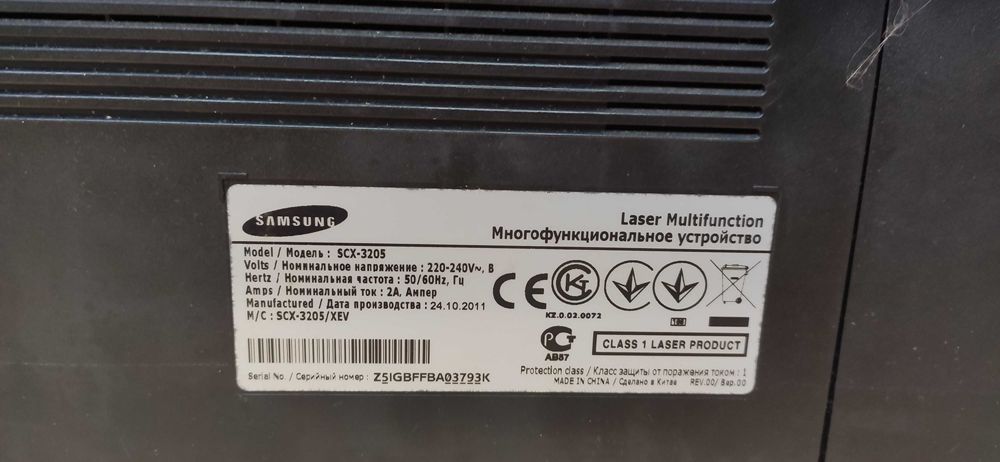 SAMSUNG
Laser Multifunction
Многофункциональное устройство
Model / Модель : SCX-3205
Volts / Номинальное напряжение : 220-240V~, В
Hertz / Номинальная частота : 50/60Hz, Гц
Amps / Номинальный ток : 2A, Ампер
Manufactured / Дата производства : 24.10.2011
M/C : SCX-3205/XEV
CE
KZ.0.02.0072
РСТ
АВ87
CLASS 1 LASER PRODUCT
Serial No. / Серийный номер : Z5IGBFFBA03793K
Protection class / Класс защиты от поражения током : 1
MADE IN CHINA / Сделано в Китае REV.00/ Вер.00